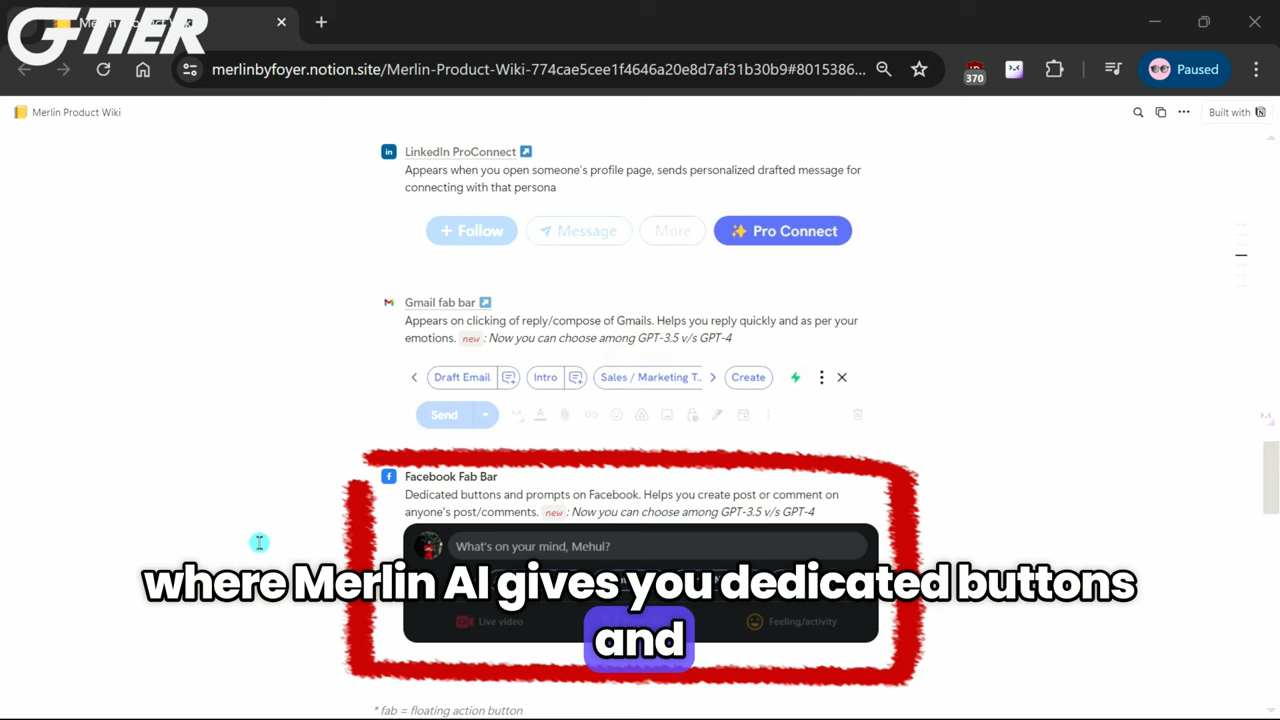 GTIER
Merlin Product Wiki
merlinbyfoyer.notion.site/Merlin-Product-Wiki-774cae5cee1f4646a20e8d7af31b30b9#8015386...
370
Paused
Merlin Product Wiki
Built with
LinkedIn ProConnect
Appears when you open someone's profile page, sends personalized drafted message for
connecting with that persona
+ Follow
Message
More
Pro Connect
Gmail fab bar
Appears on clicking of reply/compose of Gmails. Helps you reply quickly and as per your
emotions. new : Now you can choose among GPT-3.5 v/s GPT-4
Draft Email
Intro
Sales / Marketing T..
Create
Send
Facebook Fab Bar
Dedicated buttons and prompts on Facebook. Helps you create post or comment on
anyone's post/comments. new : Now you can choose among GPT-3.5 v/s GPT-4
What's on your mind, Mehul?
where Merlin AI gives you dedicated buttons
and
Live video
Feeling/activity
* fab = floating action button